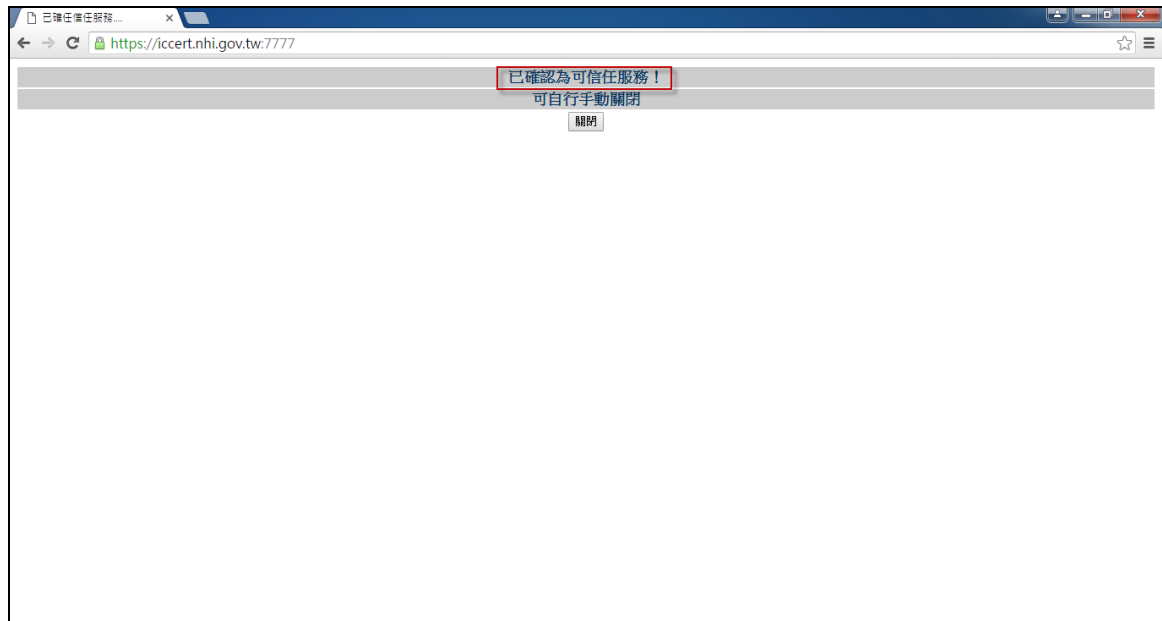 已確任信任服務....
https://iccert.nhi.gov.tw:7777
已確認為可信任服務！
可自行手動關閉
關閉